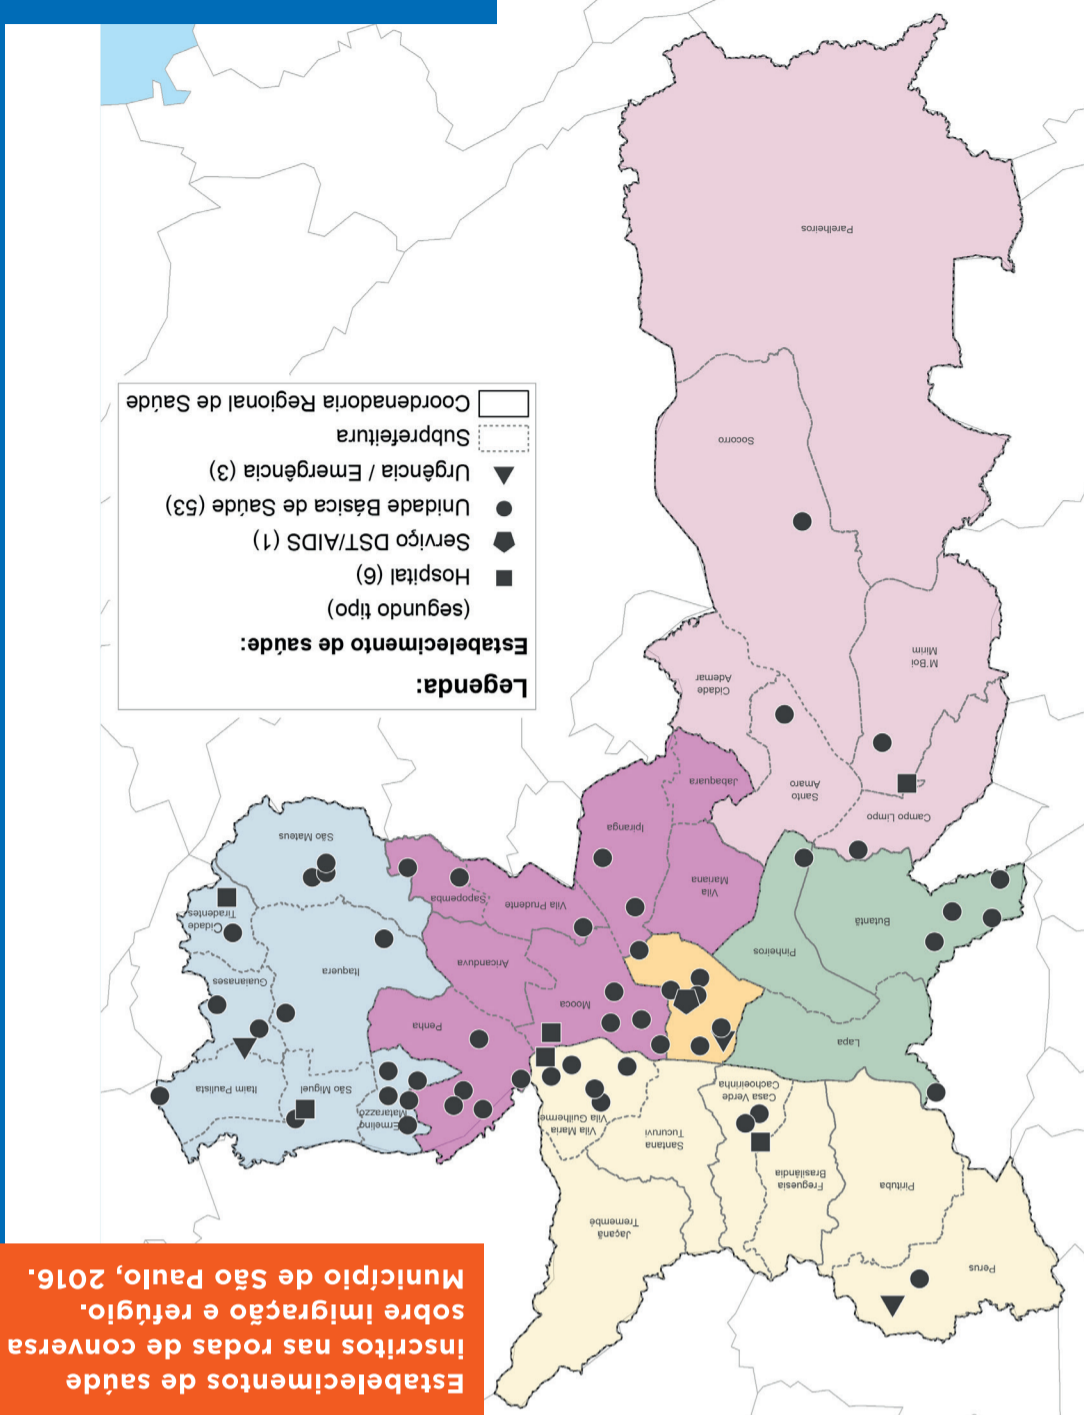 Estabelecimentos de saúde
inscritos nas rodas de conversa
sobre imigração e refúgio.
Município de São Paulo, 2016.
Perus
Pirituba
Freguesia
Brasilândia
Casa Verde
Cachoeirinha
Jaçanã
Tremembé
Santana
Tucuruvi
Vila Maria
Vila Guilherme
Ermelino
Matarazzo
São Miguel
Itaim Paulista
Lapa
Penha
Mooca
Aricanduva
Itaquera
Guaianases
Pinheiros
Butantã
Cidade
Tiradentes
Vila
Mariana
Vila Prudente
Sapopemba
São Mateus
Ipiranga
Jabaquara
Campo Limpo
Santo
Amaro
Cidade
Ademar
M'Boi
Mirim
Socorro
Parelheiros
Legenda:
Estabelecimento de saúde:
(segundo tipo)
Hospital (6)
Serviço DST/AIDS (1)
Unidade Básica de Saúde (53)
Urgência / Emergência (3)
Subprefeitura
Coordenadoria Regional de Saúde